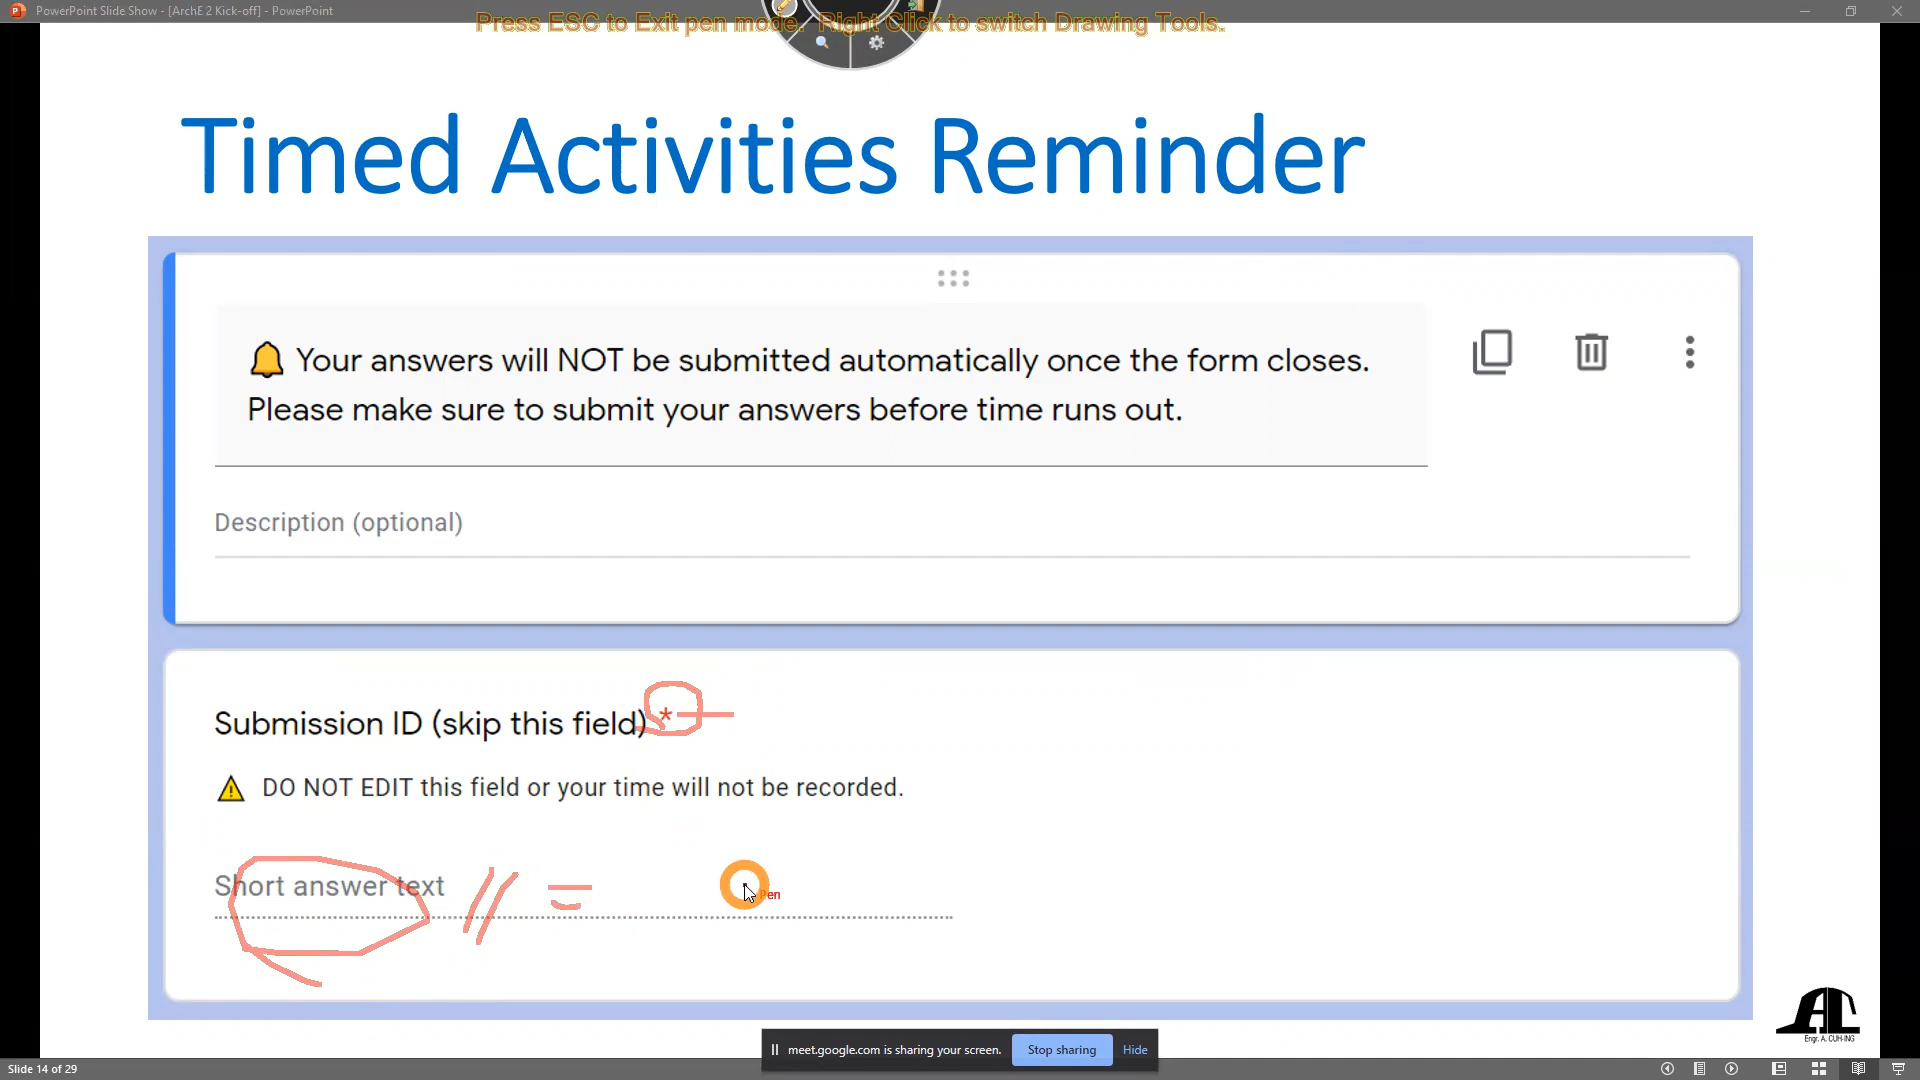 PowerPoint Slide Show - [ArchE 2 Kick-off] - PowerPoint
Press ESC to Exit pen mode. Right Click to switch Drawing Tools.
Timed Activities Reminder
Your answers will NOT be submitted automatically once the form closes.
Please make sure to submit your answers before time runs out.
Description (optional)
Submission ID (skip this field) *
DO NOT EDIT this field or your time will not be recorded.
Short answer text // =
Pen
AC
Engr. A. CUH-ING
meet.google.com is sharing your screen. Stop sharing Hide
Slide 14 of 29